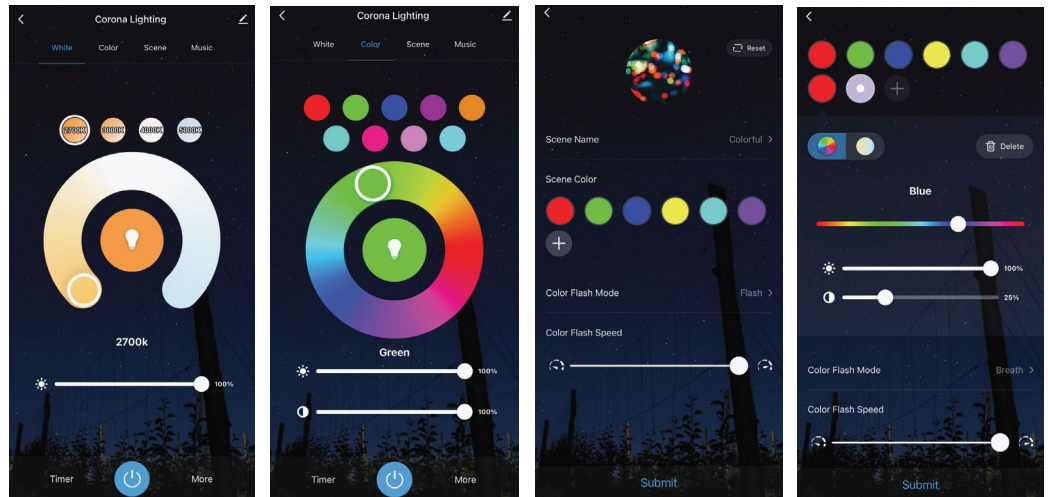 Corona Lighting
White Color Scene Music
2700K 3000K 4000K 5000K
2700k
100%
Timer More
Corona Lighting
White Color Scene Music
Green
100%
100%
Timer More
Reset
Scene Name Colorful >
Scene Color
Color Flash Mode Flash >
Color Flash Speed
Submit
Delete
Blue
100%
25%
Color Flash Mode Breath >
Color Flash Speed
Submit